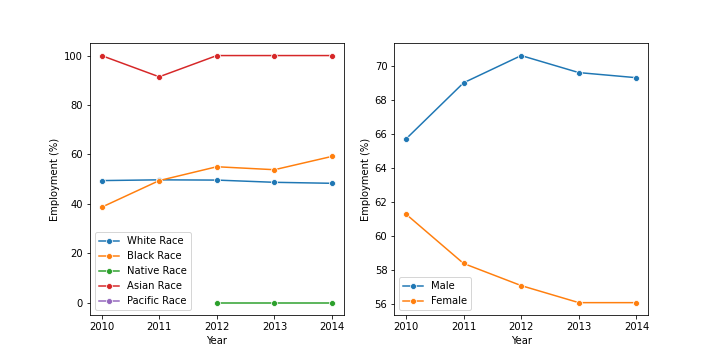 100
80
60
40
20
0
Employment (%)
White Race
Black Race
Native Race
Asian Race
Pacific Race
2010 2011 2012 2013 2014
Year
70
68
66
64
62
60
58
56
Employment (%)
Male
Female
2010 2011 2012 2013 2014
Year